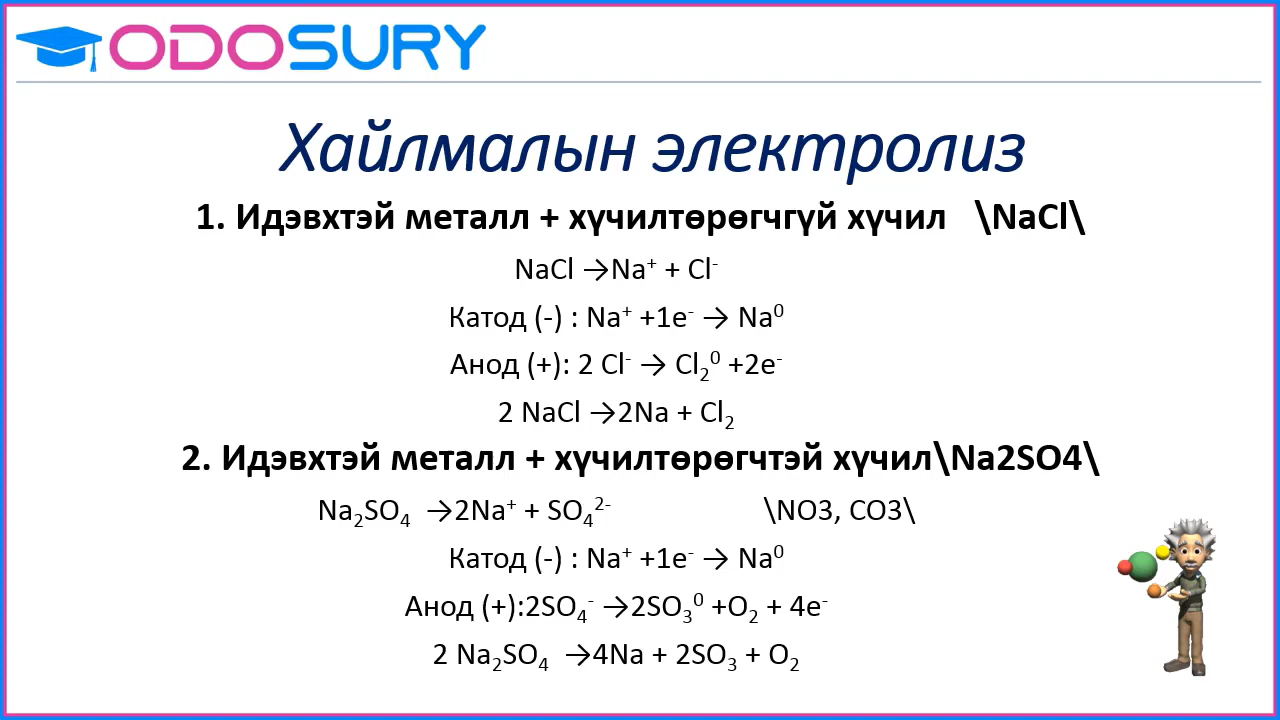 ODOSURY
Хайлмалын электролиз
1. Идэвхтэй металл + хүчилтөрөгчгүй хүчил \NaCl\
NaCl →Na⁺ + Cl⁻
Катод (-) : Na⁺ +1e⁻ → Na⁰
Анод (+): 2 Cl⁻ → Cl₂⁰ +2e⁻
2 NaCl →2Na + Cl₂
2. Идэвхтэй металл + хүчилтөрөгчтэй хүчил\Na2SO4\
Na₂SO₄ →2Na⁺ + SO₄²⁻ \NO3, CO3\
Катод (-) : Na⁺ +1e⁻ → Na⁰
Анод (+):2SO₄⁻ →2SO₃⁰ +O₂ + 4e⁻
2 Na₂SO₄ →4Na + 2SO₃ + O₂